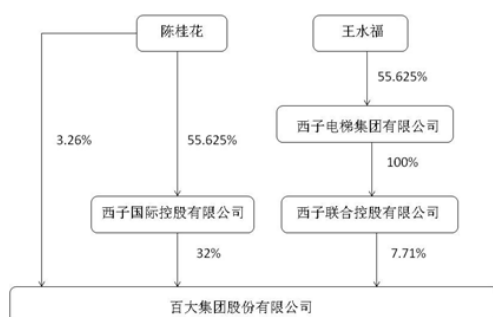 陈桂花
王水福
55.625%
西子电梯集团有限公司
3.26%
55.625%
100%
西子国际控股有限公司
西子联合控股有限公司
32%
7.71%
百大集团股份有限公司